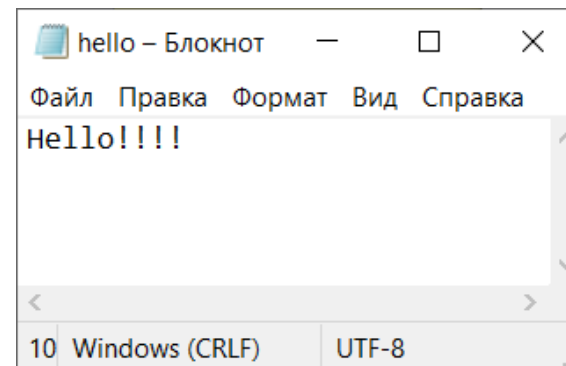 hello – Блокнот
Файл Правка Формат Вид Справка
Hello!!!!
10 Windows (CRLF) UTF-8